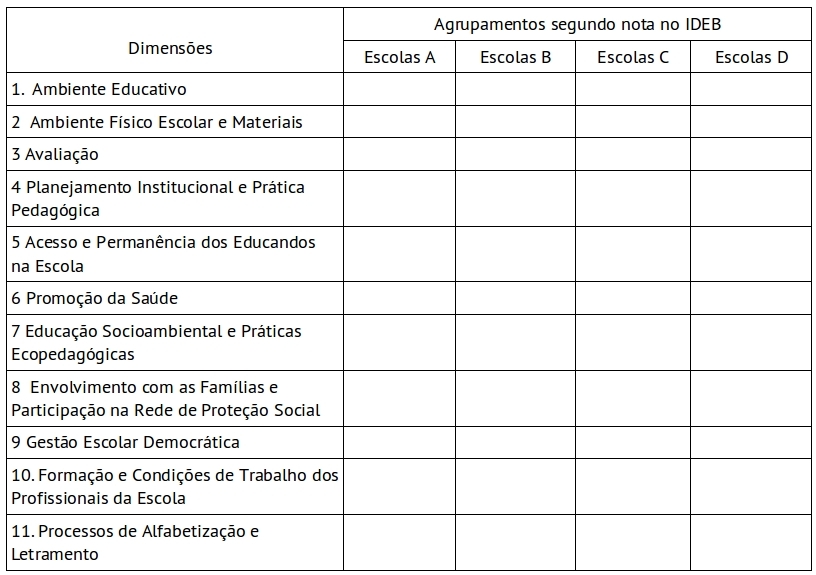 Dimensões
Agrupamentos segundo nota no IDEB
Escolas A
Escolas B
Escolas C
Escolas D
1. Ambiente Educativo
2 Ambiente Físico Escolar e Materiais
3 Avaliação
4 Planejamento Institucional e Prática
Pedagógica
5 Acesso e Permanência dos Educandos
na Escola
6 Promoção da Saúde
7 Educação Socioambiental e Práticas
Ecopedagógicas
8 Envolvimento com as Famílias e
Participação na Rede de Proteção Social
9 Gestão Escolar Democrática
10. Formação e Condições de Trabalho dos
Profissionais da Escola
11. Processos de Alfabetização e
Letramento